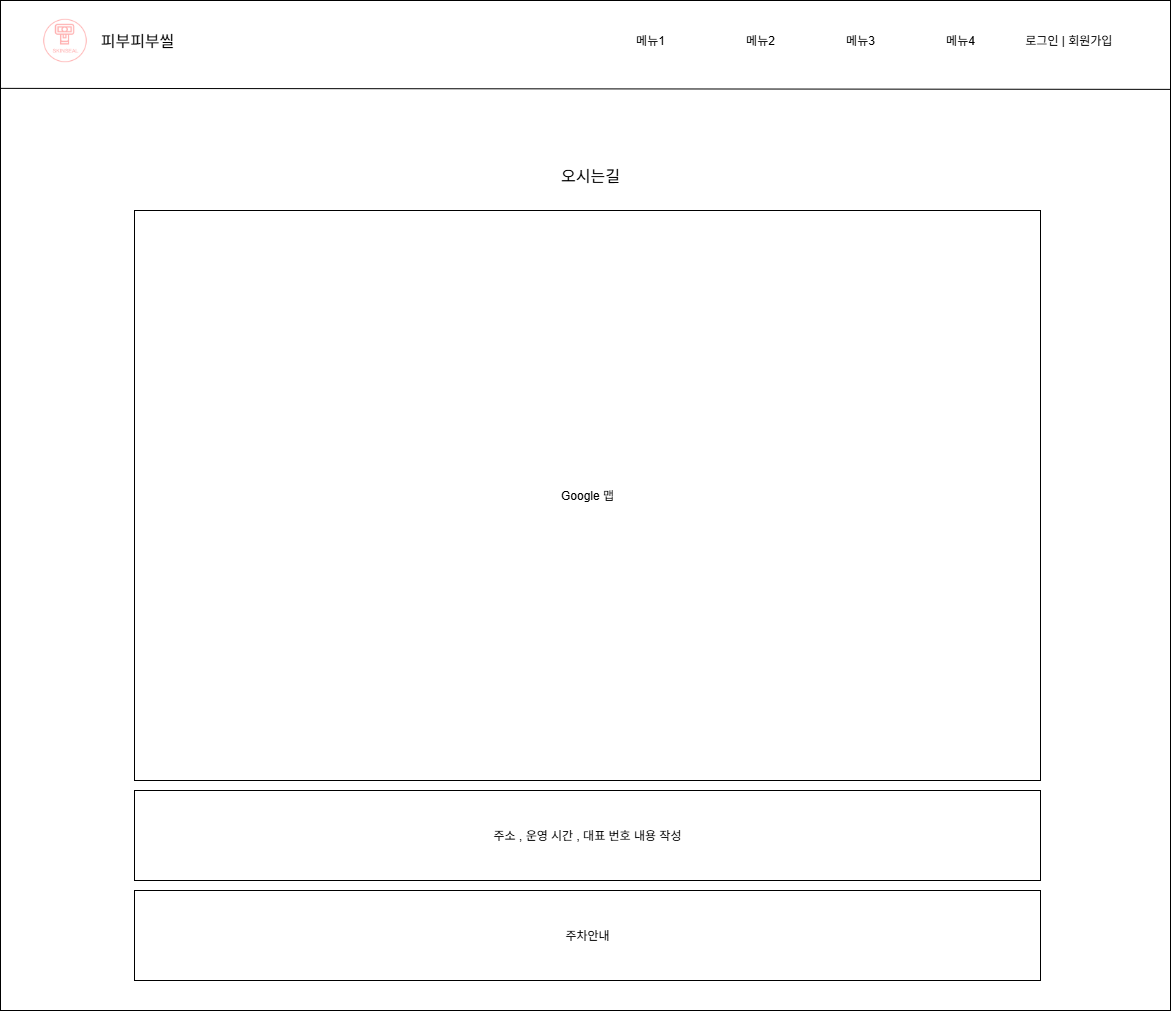 피부피부씰
메뉴1
메뉴2
메뉴3
메뉴4
로그인 | 회원가입
오시는길
Google 맵
주소 , 운영 시간 , 대표 번호 내용 작성
주차안내